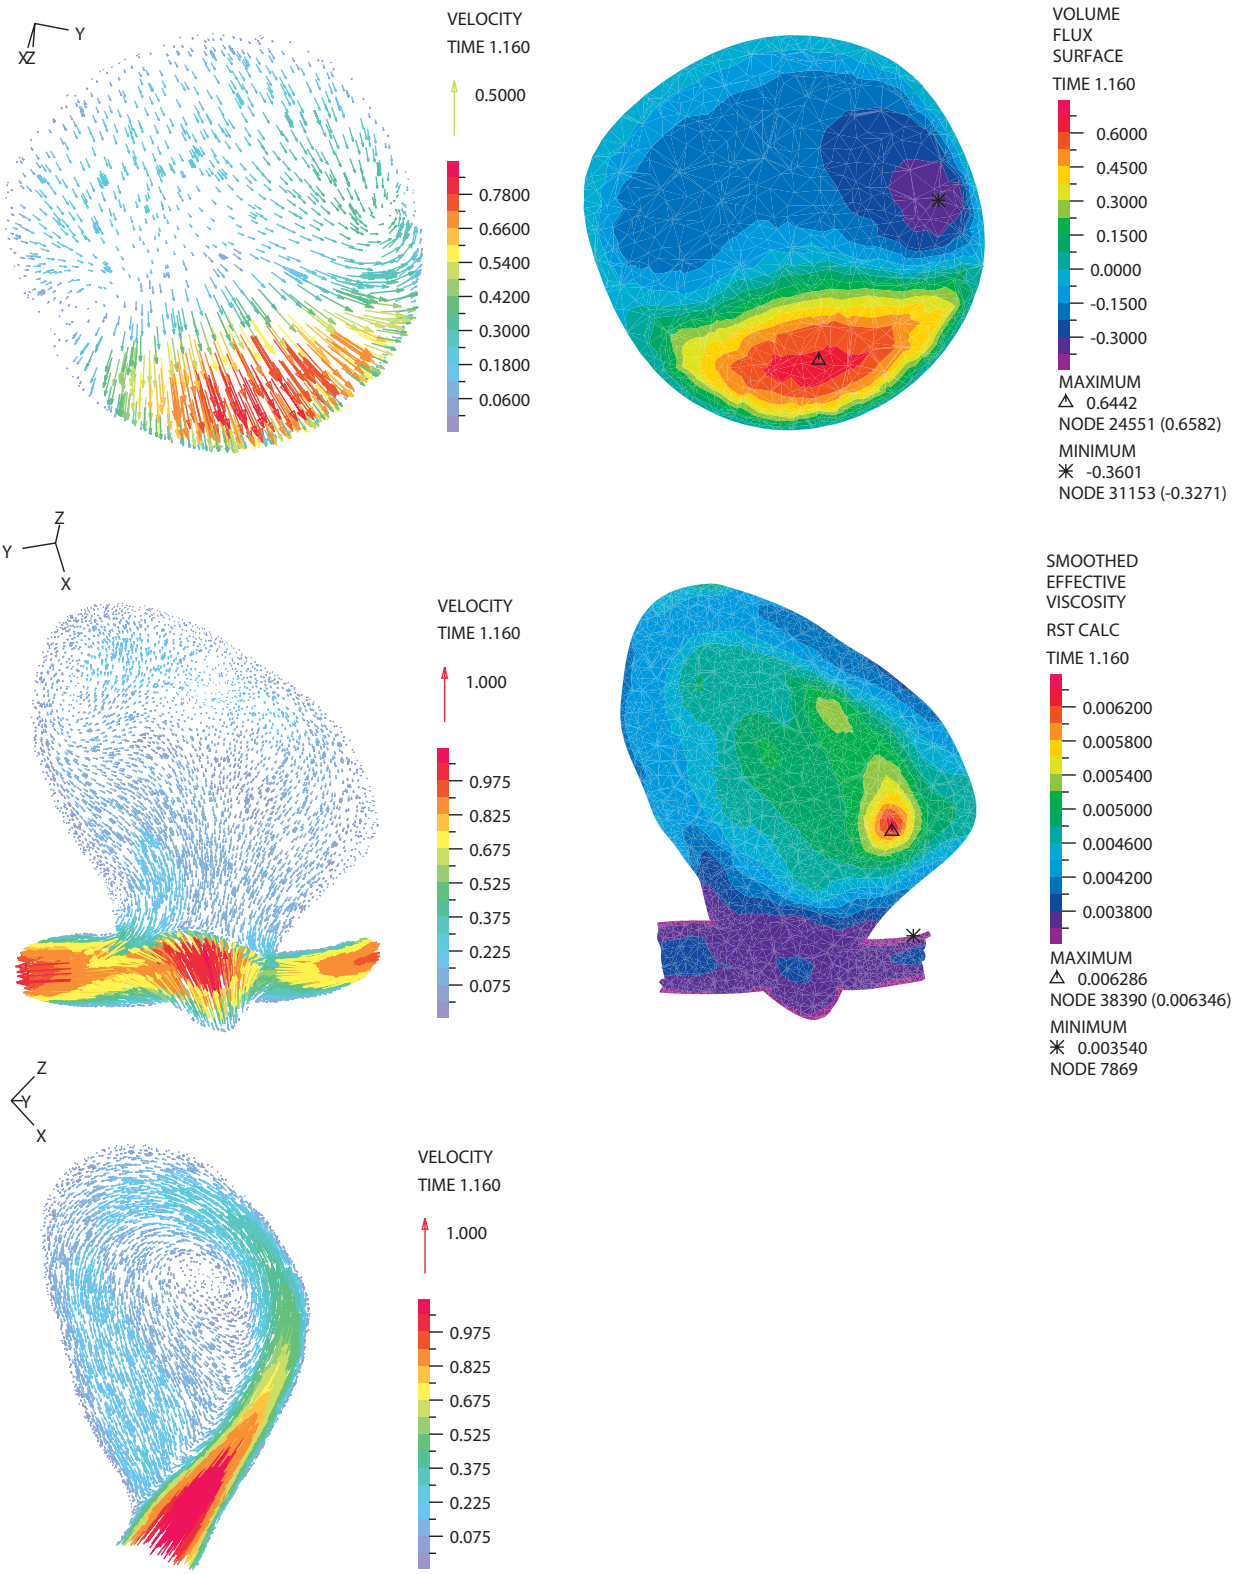 Y
XZ
VELOCITY
TIME 1.160
0.5000
0.7800
0.6600
0.5400
0.4200
0.3000
0.1800
0.0600
VOLUME
FLUX
SURFACE
TIME 1.160
0.6000
0.4500
0.3000
0.1500
0.0000
-0.1500
-0.3000
MAXIMUM
0.6442
NODE 24551 (0.6582)
MINIMUM
-0.3601
NODE 31153 (-0.3271)
Z
Y
X
VELOCITY
TIME 1.160
1.000
0.975
0.825
0.675
0.525
0.375
0.225
0.075
SMOOTHED
EFFECTIVE
VISCOSITY
RST CALC
TIME 1.160
0.006200
0.005800
0.005400
0.005000
0.004600
0.004200
0.003800
MAXIMUM
0.006286
NODE 38390 (0.006346)
MINIMUM
0.003540
NODE 7869
Z
Y
X
VELOCITY
TIME 1.160
1.000
0.975
0.825
0.675
0.525
0.375
0.225
0.075